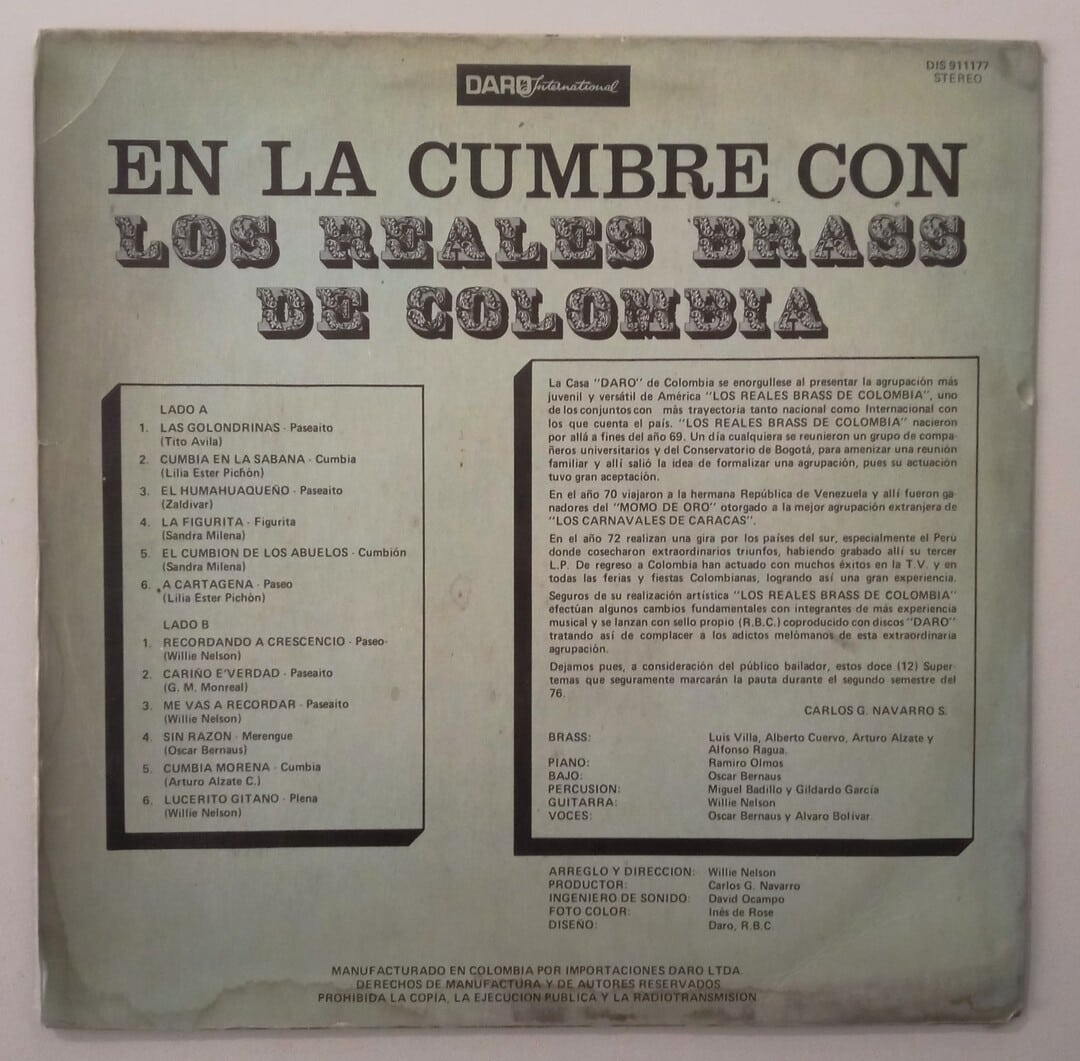 DARO International
DIS 911177
STEREO
EN LA CUMBRE CON
LOS REALES BRASS
DE COLOMBIA
LADO A
1. LAS GOLONDRINAS - Paseaito
(Tito Avila)
2. CUMBIA EN LA SABANA - Cumbia
(Lilia Ester Pichón)
3. EL HUMAHUAQUEÑO - Paseaito
(Zaldivar)
4. LA FIGURITA - Figurita
(Sandra Milena)
5. EL CUMBION DE LOS ABUELOS - Cumbión
(Sandra Milena)
6. A CARTAGENA - Paseo
(Lilia Ester Pichón)
LADO B
1. RECORDANDO A CRESCENCIO - Paseo
(Willie Nelson)
2. CARIÑO E'VERDAD - Paseaito
(G. M. Monreal)
3. ME VAS A RECORDAR - Paseaito
(Willie Nelson)
4. SIN RAZON - Merengue
(Oscar Bernaus)
5. CUMBIA MORENA - Cumbia
(Arturo Alzate C.)
6. LUCERITO GITANO - Plena
(Willie Nelson)
La Casa "DARO" de Colombia se enorgullese al presentar la agrupación más
juvenil y versátil de América "LOS REALES BRASS DE COLOMBIA", uno
de los conjuntos con más trayectoria tanto nacional como Internacional con
los que cuenta el país. "LOS REALES BRASS DE COLOMBIA" nacieron
por allá a fines del año 69. Un día cualquiera se reunieron un grupo de compa-
ñeros universitarios y del Conservatorio de Bogotá, para amenizar una reunión
familiar y allí salió la idea de formalizar una agrupación, pues su actuación
tuvo gran aceptación.
En el año 70 viajaron a la hermana República de Venezuela y allí fueron ga-
nadores del "MOMO DE ORO" otorgado a la mejor agrupación extranjera de
"LOS CARNAVALES DE CARACAS".
En el año 72 realizan una gira por los países del sur, especialmente el Perú
donde cosecharon extraordinarios triunfos, habiendo grabado allí su tercer
L.P. De regreso a Colombia han actuado con muchos éxitos en la T.V. y en
todas las ferias y fiestas Colombianas, logrando así una gran experiencia.
Seguros de su realización artística "LOS REALES BRASS DE COLOMBIA"
efectúan algunos cambios fundamentales con integrantes de más experiencia
musical y se lanzan con sello propio (R.B.C.) coproducido con discos "DARO"
tratando así de complacer a los adictos melómanos de esta extraordinaria
agrupación.
Dejamos pues, a consideración del público bailador, estos doce (12) Super-
temas que seguramente marcarán la pauta durante el segundo semestre del
76.
CARLOS G. NAVARRO S.
BRASS: Luis Villa, Alberto Cuervo, Arturo Alzate y
Alfonso Ragua.
PIANO: Ramiro Olmos
BAJO: Oscar Bernaus
PERCUSION: Miguel Badillo y Gildardo García
GUITARRA: Willie Nelson
VOCES: Oscar Bernaus y Alvaro Bolívar
ARREGLO Y DIRECCION: Willie Nelson
PRODUCTOR: Carlos G. Navarro
INGENIERO DE SONIDO: David Ocampo
FOTO COLOR: Inés de Rose
DISEÑO: Daro, R.B.C.
MANUFACTURADO EN COLOMBIA POR IMPORTACIONES DARO LTDA
DERECHOS DE MANUFACTURA Y DE AUTORES RESERVADOS
PROHIBIDA LA COPIA, LA EJECUCION PUBLICA Y LA RADIOTRANSMISION